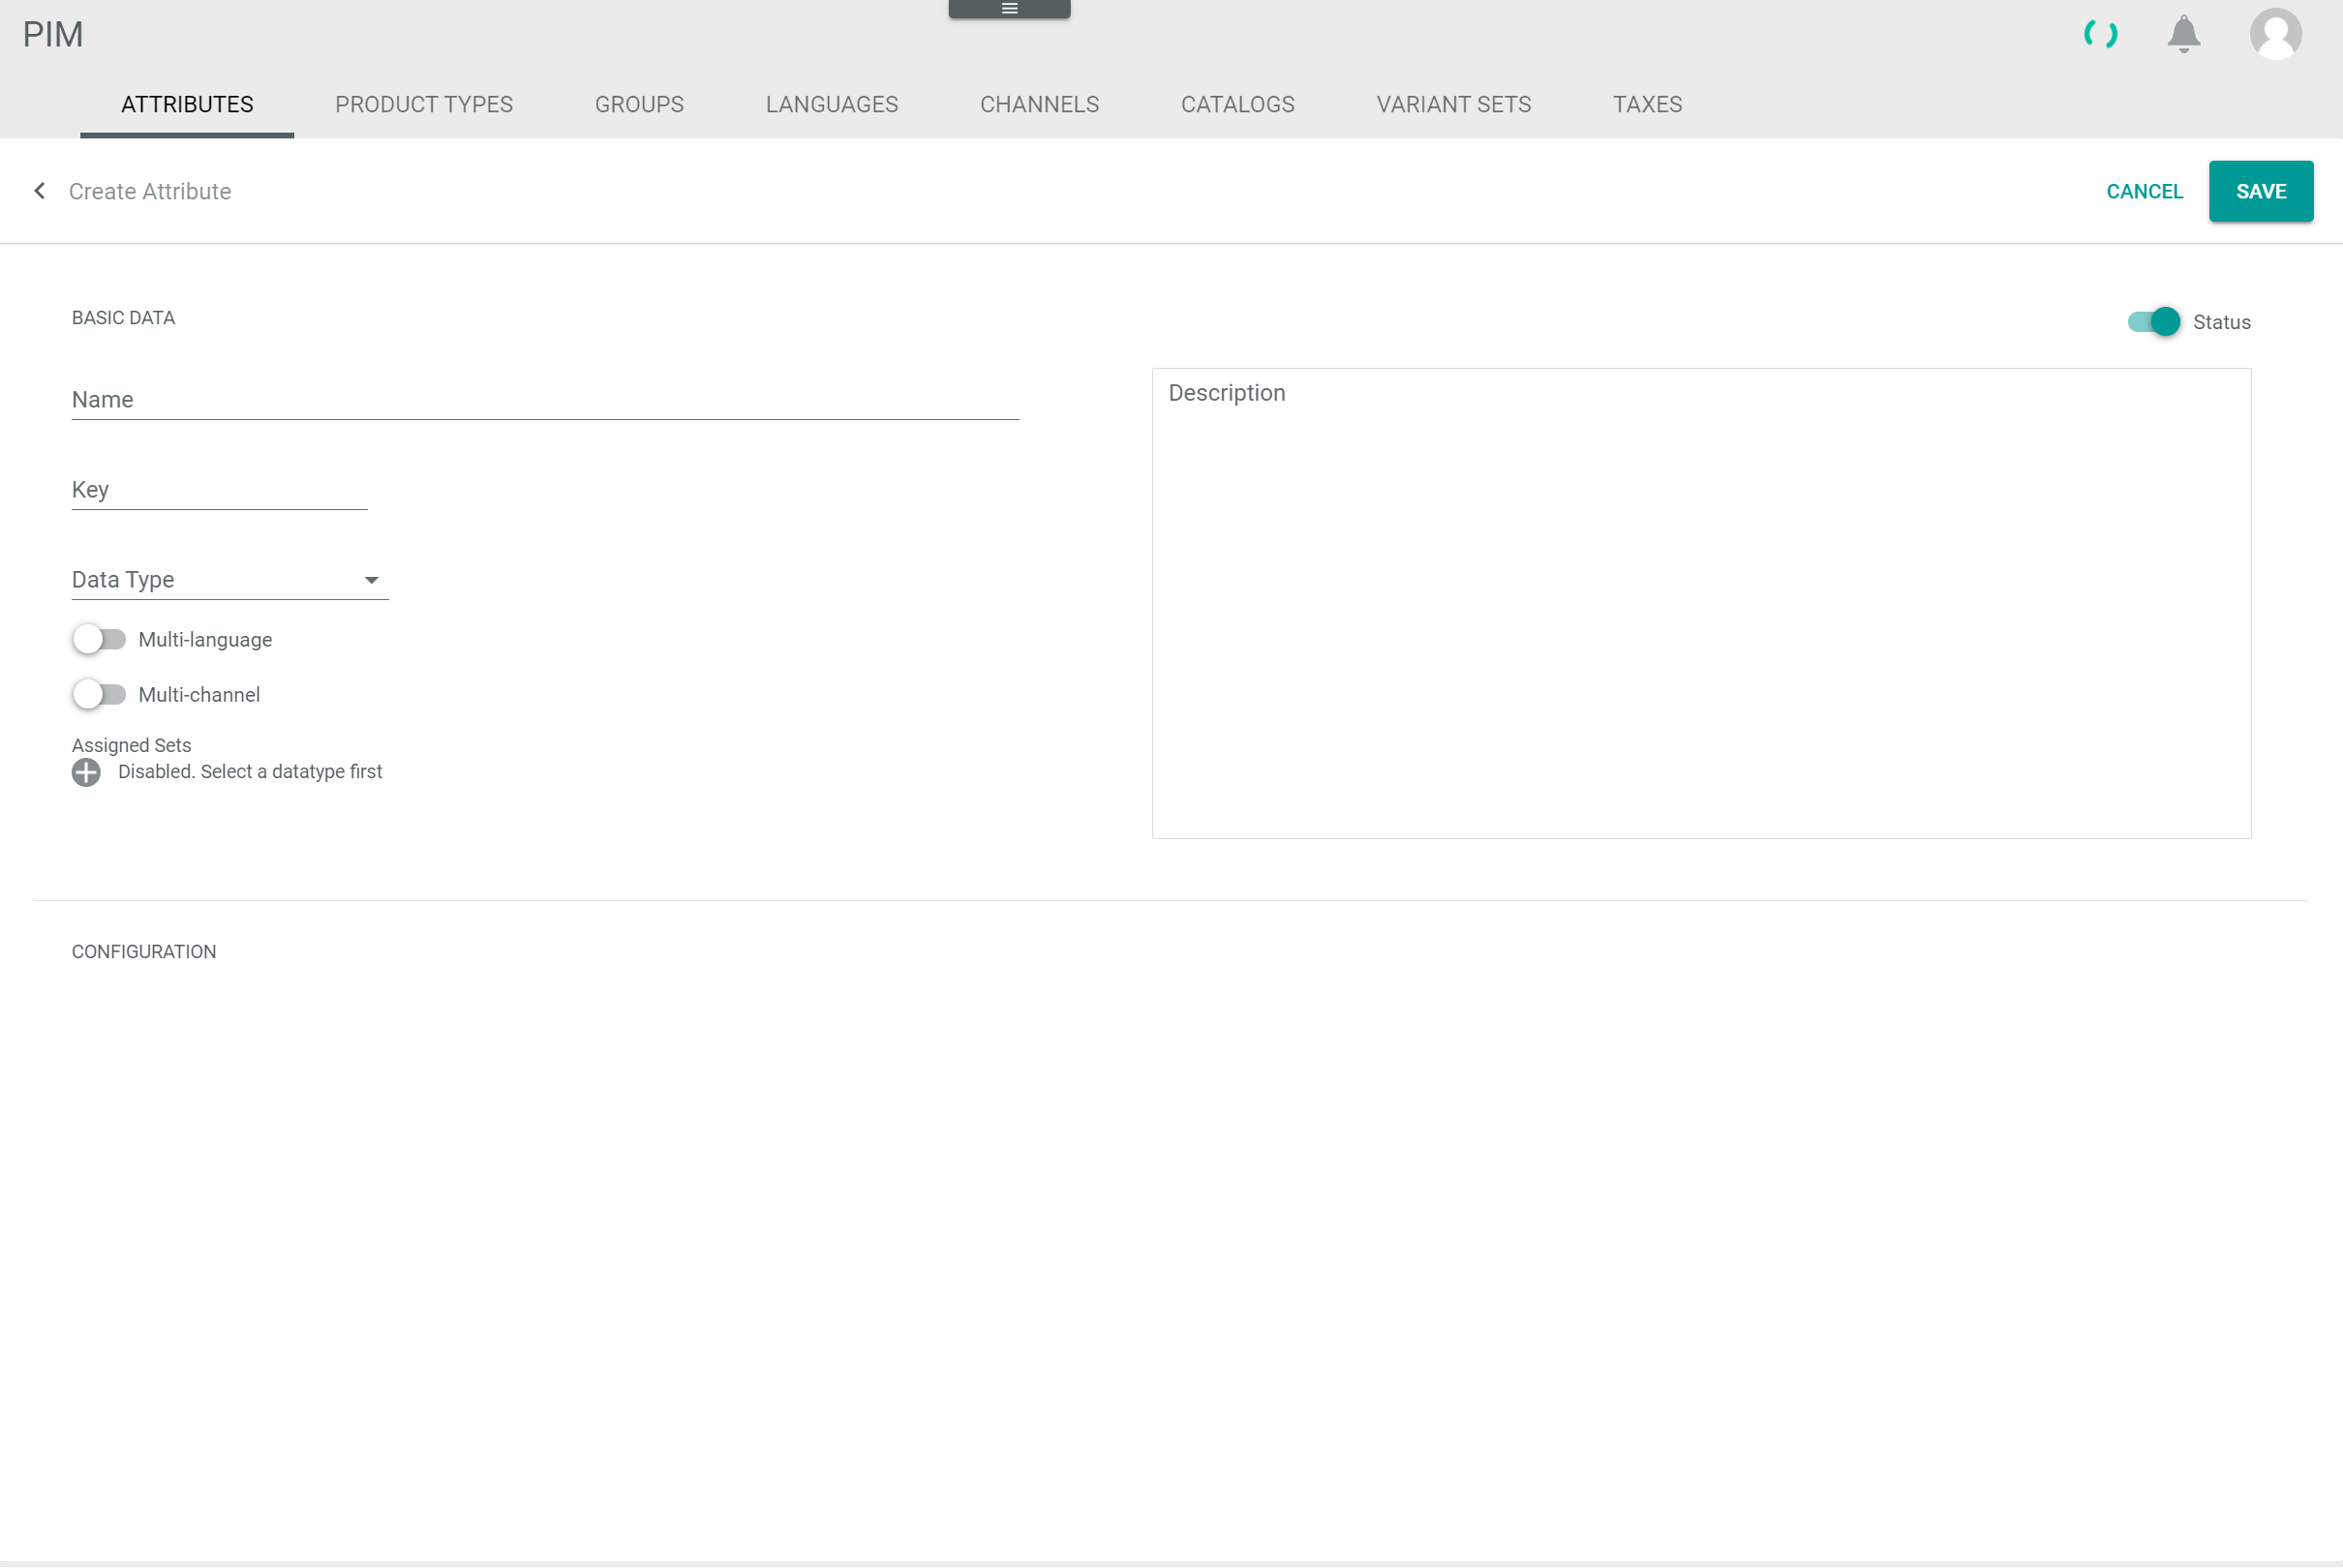 PIM
ATTRIBUTES PRODUCT TYPES GROUPS LANGUAGES CHANNELS CATALOGS VARIANT SETS TAXES
Create Attribute CANCEL SAVE
BASIC DATA Status
Name
Description
Key
Data Type
Multi-language
Multi-channel
Assigned Sets
Disabled. Select a datatype first
CONFIGURATION